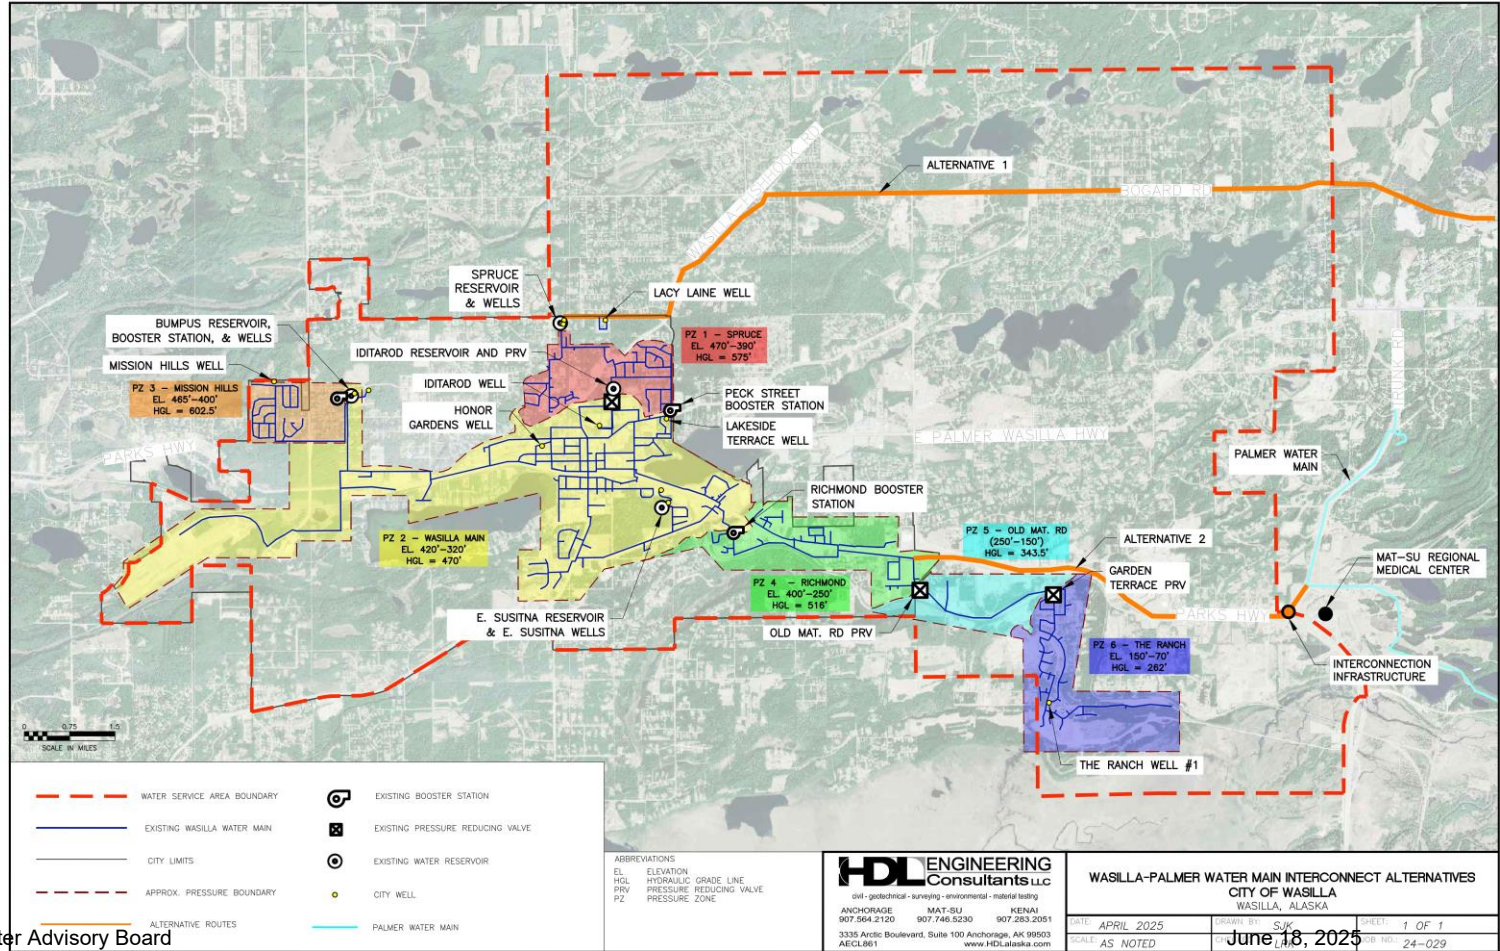 ALTERNATIVE 1
WASILLA FISHHOOK RD
BOGARD RD
SPRUCE
RESERVOIR
& WELLS
LACY LAINE WELL
BUMPUS RESERVOIR,
BOOSTER STATION, & WELLS
MISSION HILLS WELL
IDITAROD RESERVOIR AND PRV
PZ 1 - SPRUCE
EL. 470'-390'
HGL = 575'
PZ 3 - MISSION HILLS
EL. 465'-400'
HGL = 602.5'
IDITAROD WELL
HONOR
GARDENS WELL
PECK STREET
BOOSTER STATION
LAKESIDE
TERRACE WELL
TRUNK RD
PARKS HWY
E PALMER WASILLA HWY
PALMER WATER
MAIN
RICHMOND BOOSTER
STATION
PZ 2 - WASILLA MAIN
EL. 420'-320'
HGL = 470'
PZ 5 - OLD MAT. RD
(250'-150')
HGL = 343.5'
ALTERNATIVE 2
GARDEN
TERRACE PRV
MAT-SU REGIONAL
MEDICAL CENTER
PZ 4 - RICHMOND
EL. 400'-250'
HGL = 516'
E. SUSITNA RESERVOIR
& E. SUSITNA WELLS
OLD MAT. RD PRV
PARKS HWY
PZ 6 - THE RANCH
EL. 150'-70'
HGL = 262'
INTERCONNECTION
INFRASTRUCTURE
THE RANCH WELL #1
0 0.75 1.5
SCALE IN MILES
WATER SERVICE AREA BOUNDARY
EXISTING WASILLA WATER MAIN
CITY LIMITS
APPROX. PRESSURE BOUNDARY
ALTERNATIVE ROUTES
EXISTING BOOSTER STATION
EXISTING PRESSURE REDUCING VALVE
EXISTING WATER RESERVOIR
CITY WELL
PALMER WATER MAIN
ABBREVIATIONS
EL ELEVATION
HGL HYDRAULIC GRADE LINE
PRV PRESSURE REDUCING VALVE
PZ PRESSURE ZONE
HDL ENGINEERING
Consultants LLC
civil - geotechnical - surveying - environmental - material testing
ANCHORAGE MAT-SU KENAI
907.564.2120 907.746.5230 907.283.2051
3335 Arctic Boulevard, Suite 100 Anchorage, AK 99503
AECL861 www.HDLalaska.com
WASILLA-PALMER WATER MAIN INTERCONNECT ALTERNATIVES
CITY OF WASILLA
WASILLA, ALASKA
DATE: APRIL 2025 DRAWN BY: SJK SHEET: 1 OF 1
SCALE: AS NOTED LRK JOB NO.: 24-029
ter Advisory Board
June 18, 2025